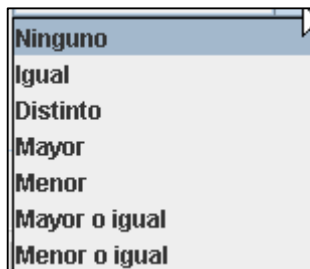 Ninguno
Igual
Distinto
Mayor
Menor
Mayor o igual
Menor o igual